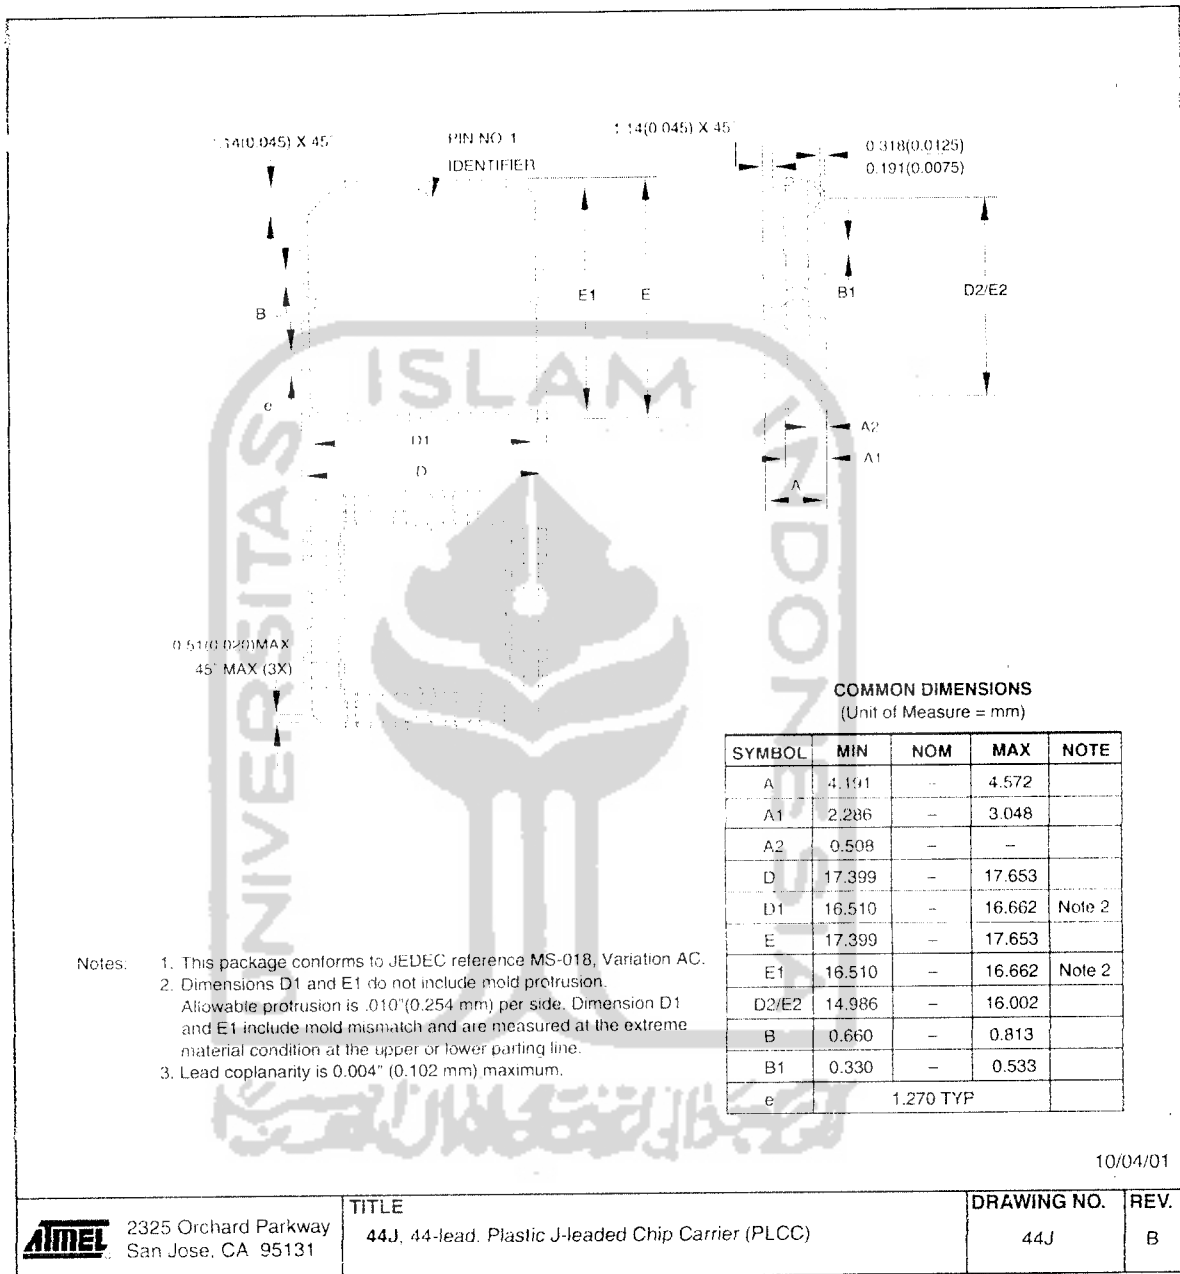 1.14(0.045) X 45°
PIN NO. 1
IDENTIFIER
1.14(0.045) X 45°
0.318(0.0125)
0.191(0.0075)
E1
E
B1
D2/E2
B
e
D1
D
A2
A1
A
0.51(0.020)MAX
45° MAX (3X)
ISLAM
UNIVERSITAS
INDONESIA
COMMON DIMENSIONS
(Unit of Measure = mm)
SYMBOL MIN NOM MAX NOTE
A 4.191 – 4.572
A1 2.286 – 3.048
A2 0.508 – –
D 17.399 – 17.653
D1 16.510 – 16.662 Note 2
E 17.399 – 17.653
E1 16.510 – 16.662 Note 2
D2/E2 14.986 – 16.002
B 0.660 – 0.813
B1 0.330 – 0.533
e 1.270 TYP
Notes: 1. This package conforms to JEDEC reference MS-018, Variation AC.
2. Dimensions D1 and E1 do not include mold protrusion.
Allowable protrusion is .010"(0.254 mm) per side. Dimension D1
and E1 include mold mismatch and are measured at the extreme
material condition at the upper or lower parting line.
3. Lead coplanarity is 0.004" (0.102 mm) maximum.
10/04/01
ATMEL
2325 Orchard Parkway
San Jose, CA 95131
TITLE
44J, 44-lead, Plastic J-leaded Chip Carrier (PLCC)
DRAWING NO.
44J
REV.
B